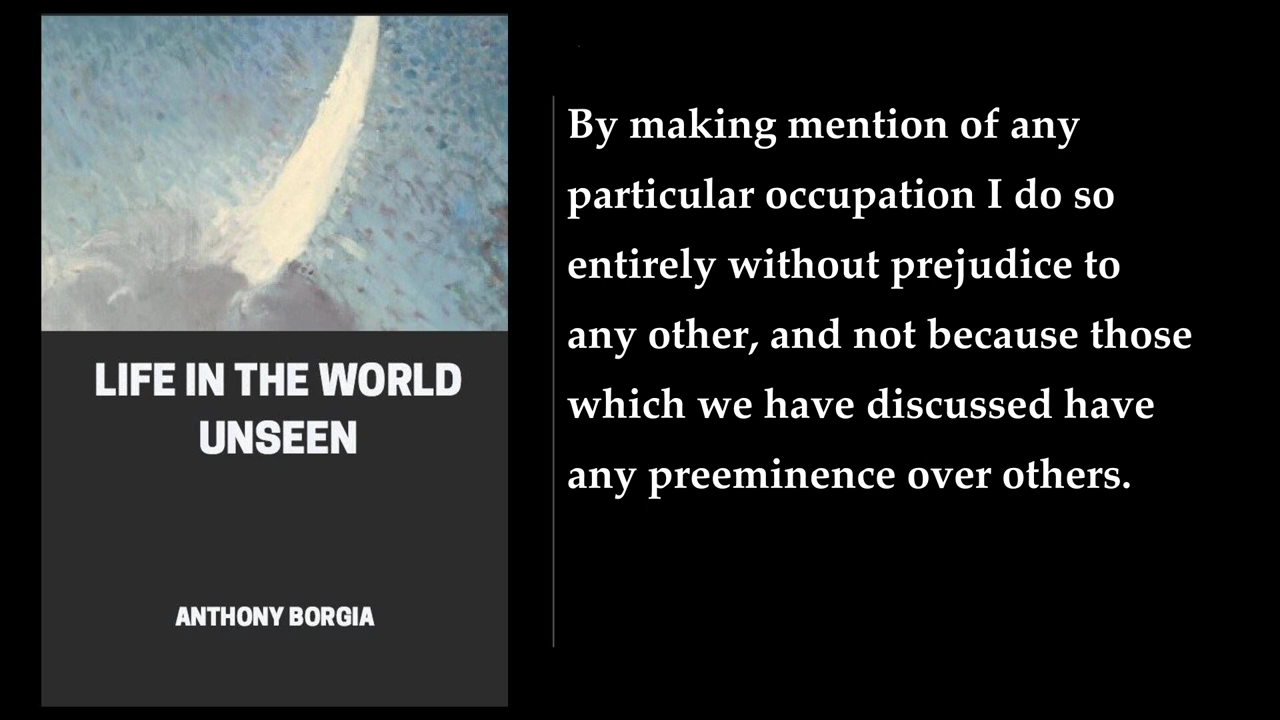 LIFE IN THE WORLD
UNSEEN
ANTHONY BORGIA
By making mention of any
particular occupation I do so
entirely without prejudice to
any other, and not because those
which we have discussed have
any preeminence over others.